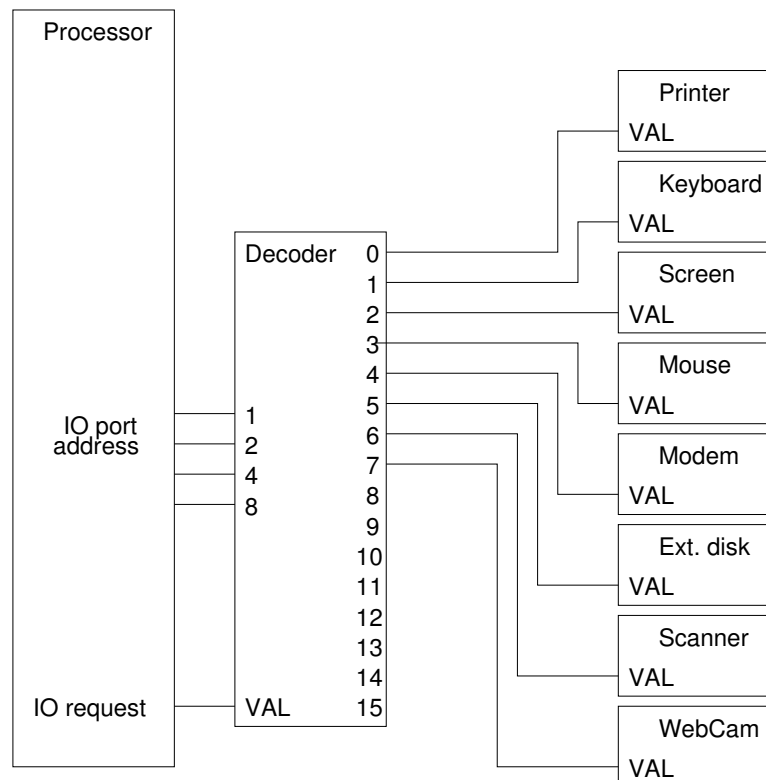 Processor
IO port
address
IO request
Decoder
1
2
4
8
VAL
0
1
2
3
4
5
6
7
8
9
10
11
12
13
14
15
Printer
VAL
Keyboard
VAL
Screen
VAL
Mouse
VAL
Modem
VAL
Ext. disk
VAL
Scanner
VAL
WebCam
VAL